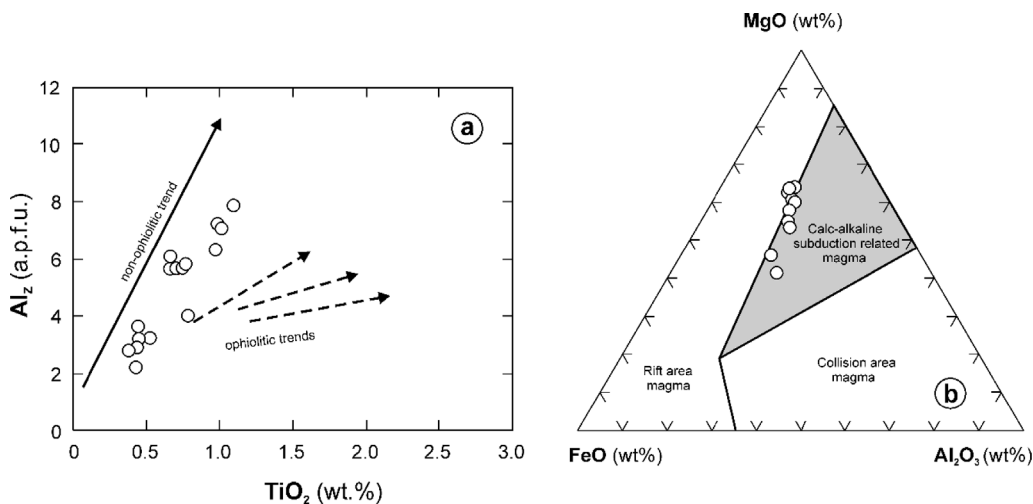 12
10
8
6
4
2
0
Al_Z (a.p.f.u.)
non-ophiolitic trend
ophiolitic trends
a
0
0.5
1.0
1.5
2.0
2.5
3.0
TiO₂ (wt.%)
MgO (wt%)
Calc-alkaline
subduction related
magma
Rift area
magma
Collision area
magma
b
FeO (wt%)
Al₂O₃ (wt%)